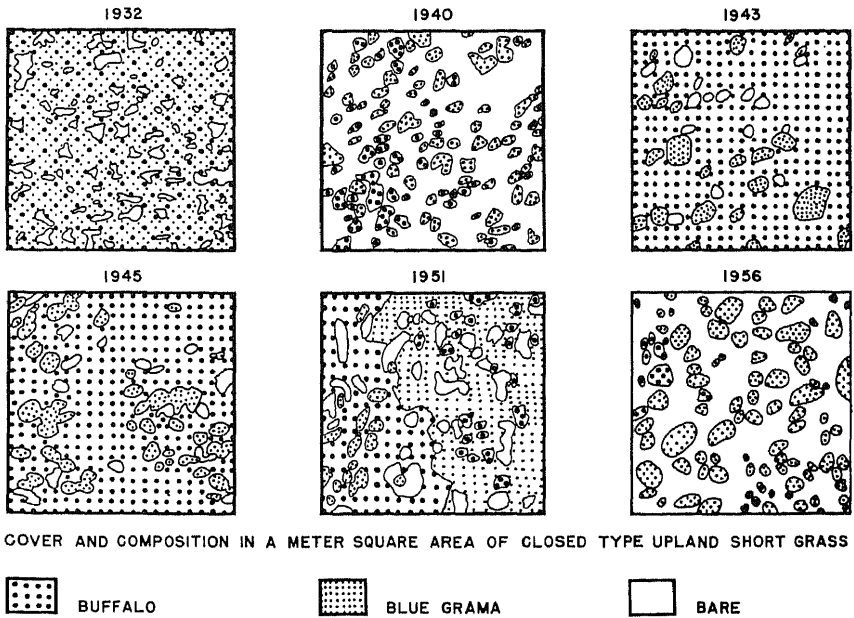 1932 1940 1943
1945 1951 1956
COVER AND COMPOSITION IN A METER SQUARE AREA OF CLOSED TYPE UPLAND SHORT GRASS
BUFFALO BLUE GRAMA BARE